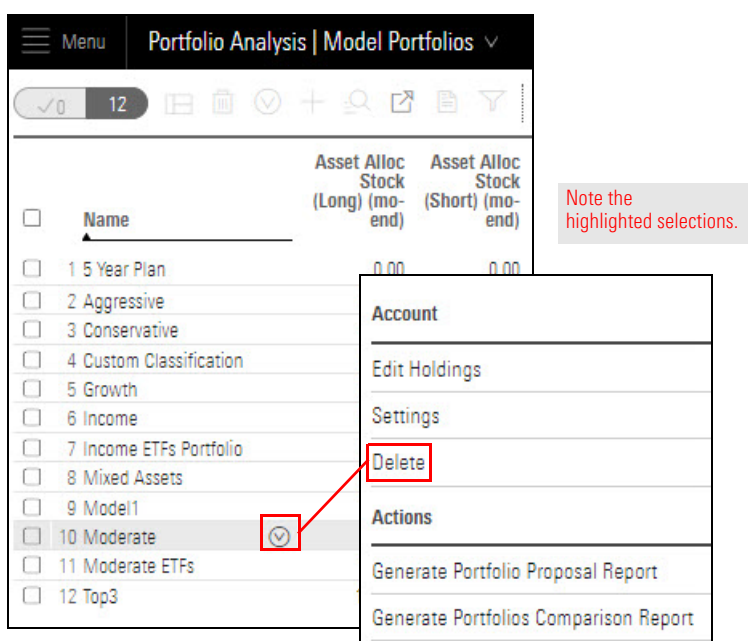 Menu
Portfolio Analysis | Model Portfolios
0 12
Asset Alloc Stock (Long) (mo-end)
Asset Alloc Stock (Short) (mo-end)
Name
Note the
highlighted selections.
1 5 Year Plan 0.00 0.00
2 Aggressive
3 Conservative
4 Custom Classification
5 Growth
6 Income
7 Income ETFs Portfolio
8 Mixed Assets
9 Model1
10 Moderate
11 Moderate ETFs
12 Top3
Account
Edit Holdings
Settings
Delete
Actions
Generate Portfolio Proposal Report
Generate Portfolios Comparison Report